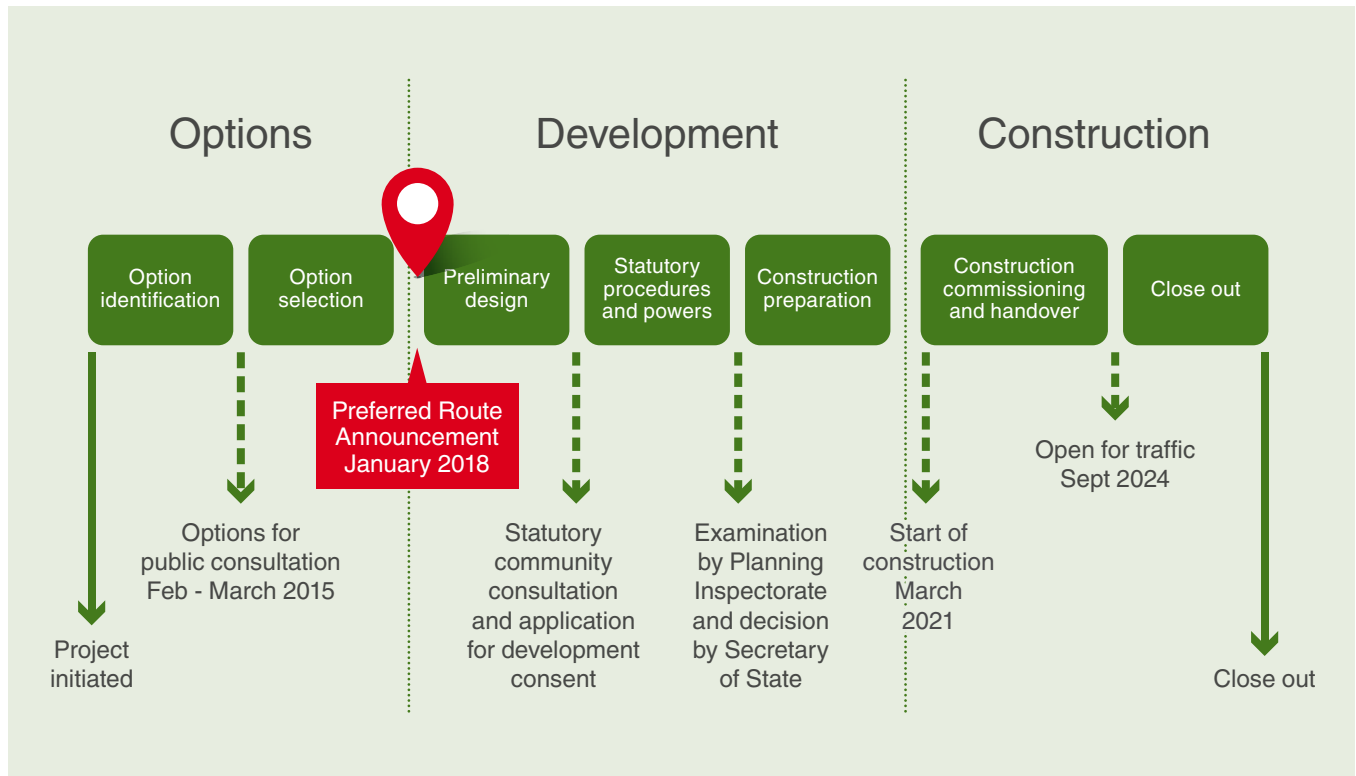 Options
Development
Construction
Option
identification
Option
selection
Preliminary
design
Statutory
procedures
and powers
Construction
preparation
Construction
commissioning
and handover
Close out
Preferred Route
Announcement
January 2018
Open for traffic
Sept 2024
Options for
public consultation
Feb - March 2015
Statutory
community
consultation
and application
for development
consent
Examination
by Planning
Inspectorate
and decision
by Secretary
of State
Start of
construction
March
2021
Project
initiated
Close out